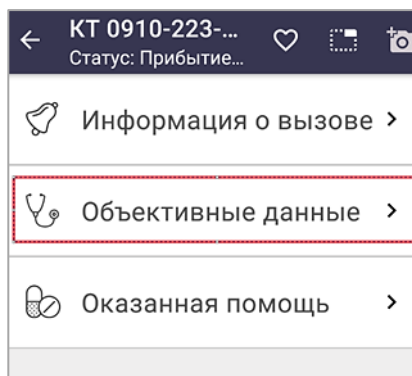 КТ 0910-223-...
Статус: Прибытие...
Информация о вызове
Объективные данные
Оказанная помощь